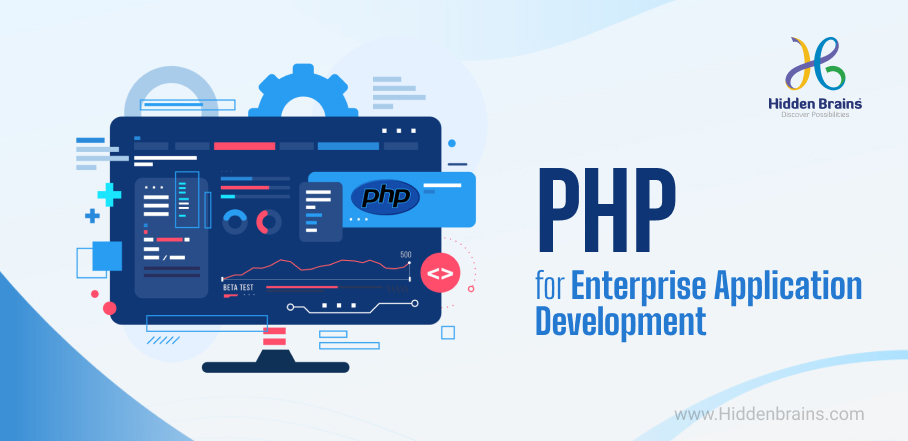 Hidden Brains
Discover Possibilities
php
500
BETA TEST
<>
PHP
for Enterprise Application
Development
www.Hiddenbrains.com